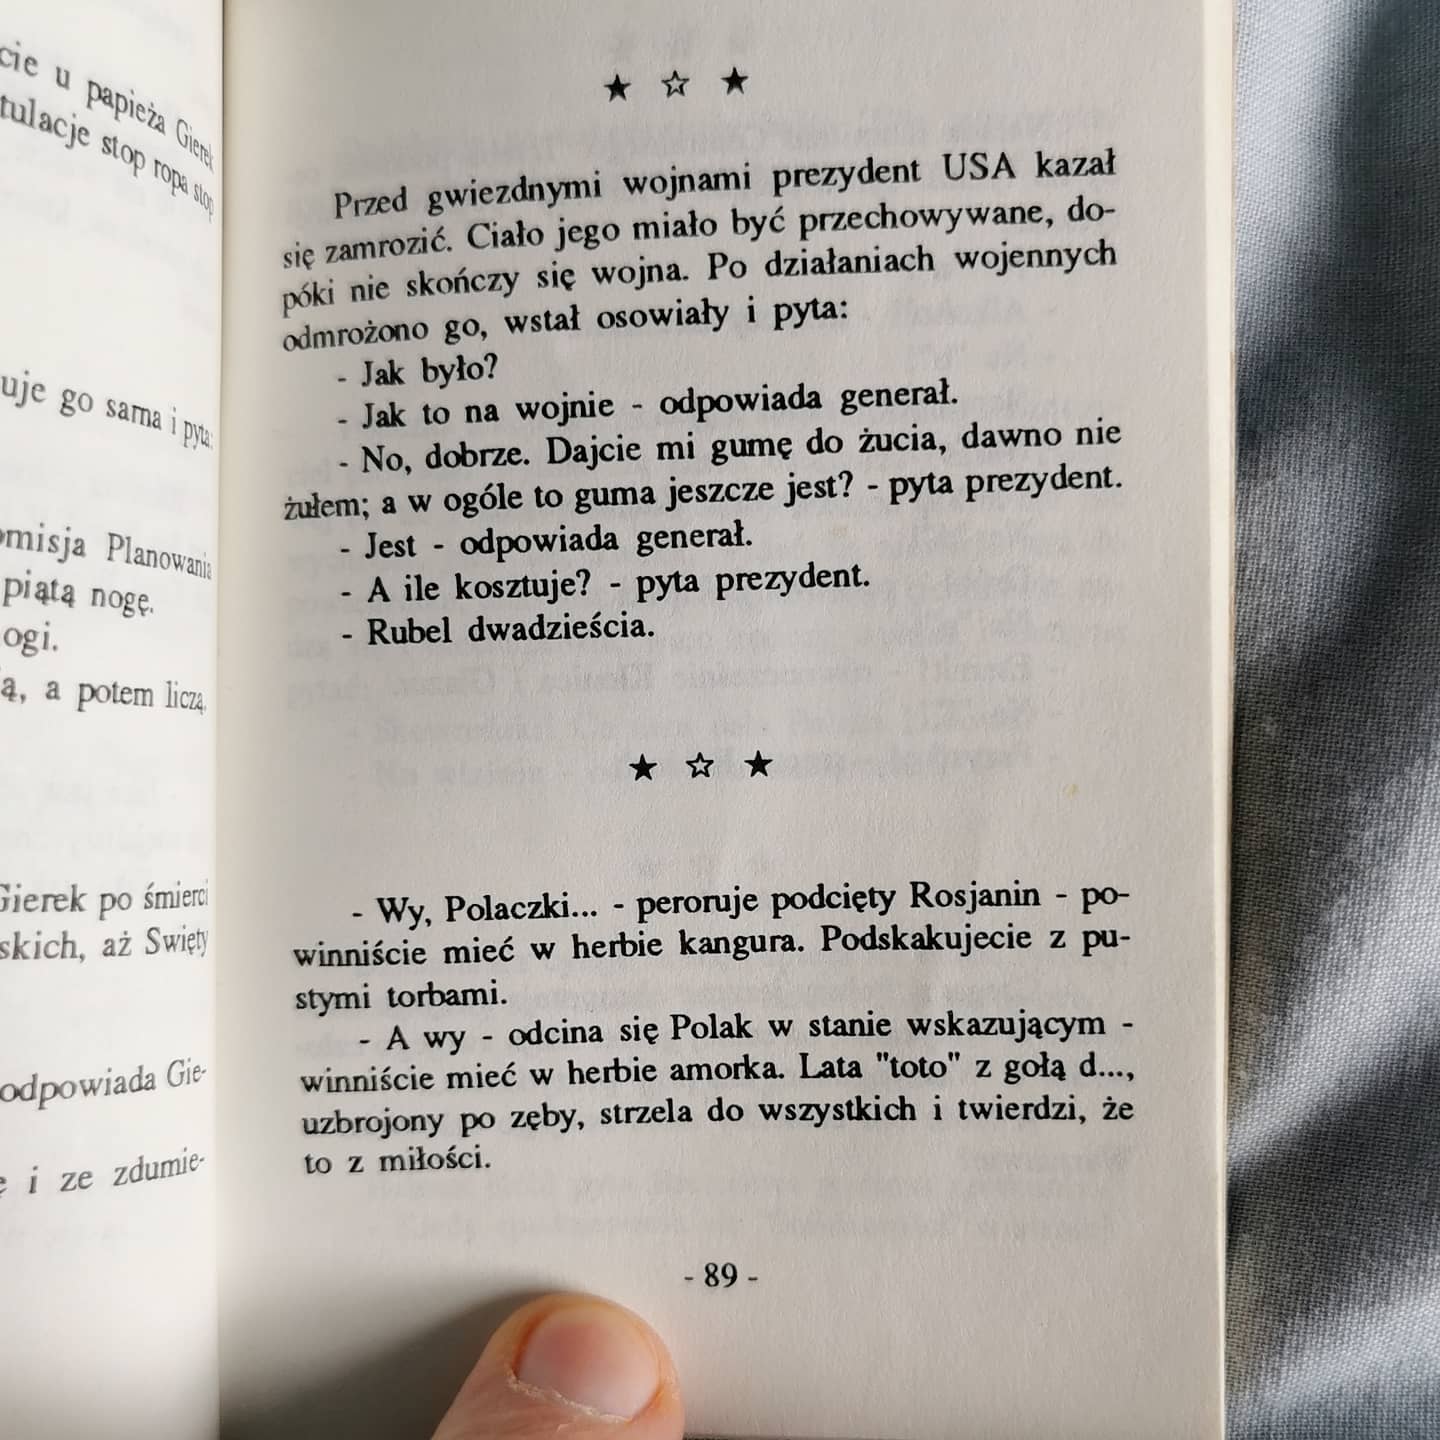 cie u papieża Gierek
tulacje stop ropa stop
uje go sama i pyta:
misja Planowania
piątą nogę.
ogi.
ą, a potem liczą,
Gierek po śmierci
skich, aż Swięty
odpowiada Gie-
i ze zdumie-
★ ☆ ★
Przed gwiezdnymi wojnami prezydent USA kazał
się zamrozić. Ciało jego miało być przechowywane, do-
póki nie skończy się wojna. Po działaniach wojennych
odmrożono go, wstał osowiały i pyta:
- Jak było?
- Jak to na wojnie - odpowiada generał.
- No, dobrze. Dajcie mi gumę do żucia, dawno nie
żułem; a w ogóle to guma jeszcze jest? - pyta prezydent.
- Jest - odpowiada generał.
- A ile kosztuje? - pyta prezydent.
- Rubel dwadzieścia.
★ ☆ ★
- Wy, Polaczki... - peroruje podcięty Rosjanin - po-
winniście mieć w herbie kangura. Podskakujecie z pu-
stymi torbami.
- A wy - odcina się Polak w stanie wskazującym -
winniście mieć w herbie amorka. Lata "toto" z gołą d...,
uzbrojony po zęby, strzela do wszystkich i twierdzi, że
to z miłości.
- 89 -